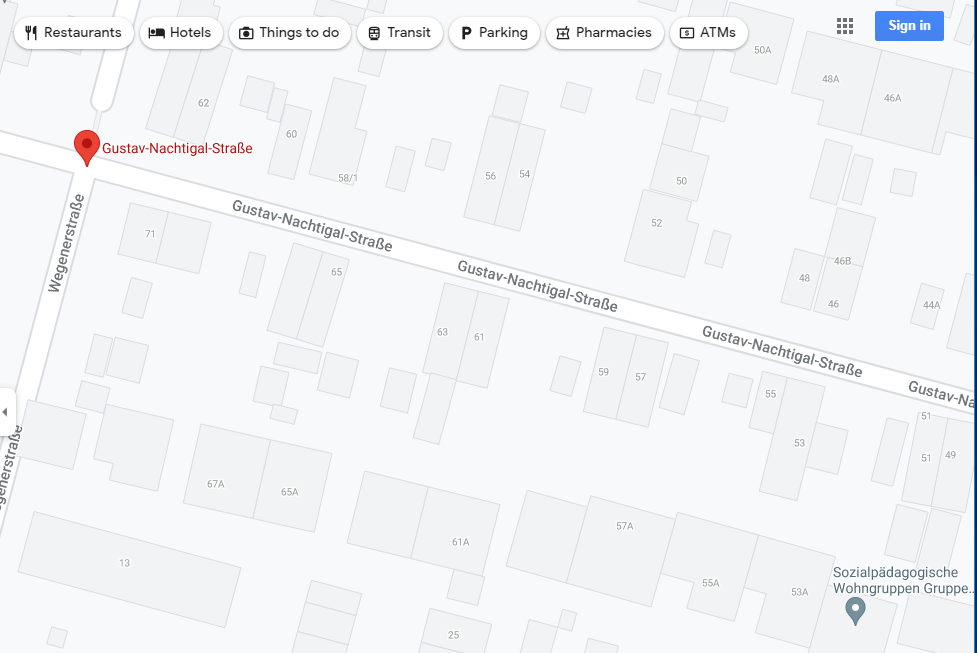 Restaurants
Hotels
Things to do
Transit
Parking
Pharmacies
ATMs
Sign in
50A
48A
46A
62
60
Gustav-Nachtigal-Straße
58/1
56
54
50
Gustav-Nachtigal-Straße
52
71
Wegenerstraße
65
46B
48
46
44A
Gustav-Nachtigal-Straße
63
61
Gustav-Nachtigal-Straße
59
57
55
Gustav-Na
51
53
51
49
67A
65A
57A
61A
13
55A
53A
Sozialpädagogische
Wohngruppen Gruppe...
25